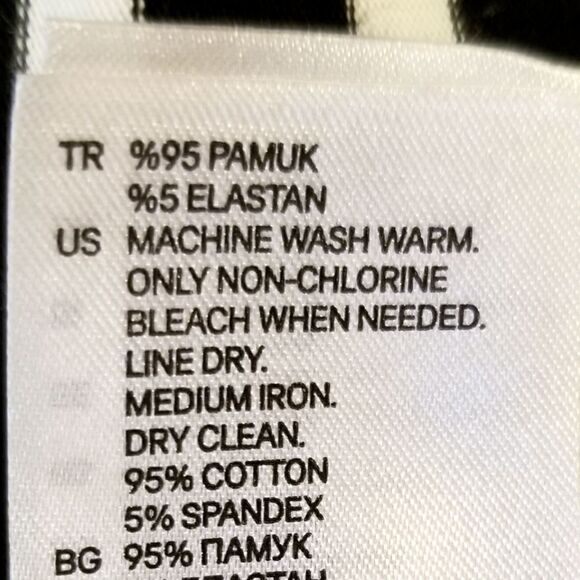 TR %95 PAMUK
%5 ELASTAN
US MACHINE WASH WARM.
ONLY NON-CHLORINE
BLEACH WHEN NEEDED.
LINE DRY.
MEDIUM IRON.
DRY CLEAN.
95% COTTON
5% SPANDEX
BG 95% ПАМУК
ЕЛАСТАН